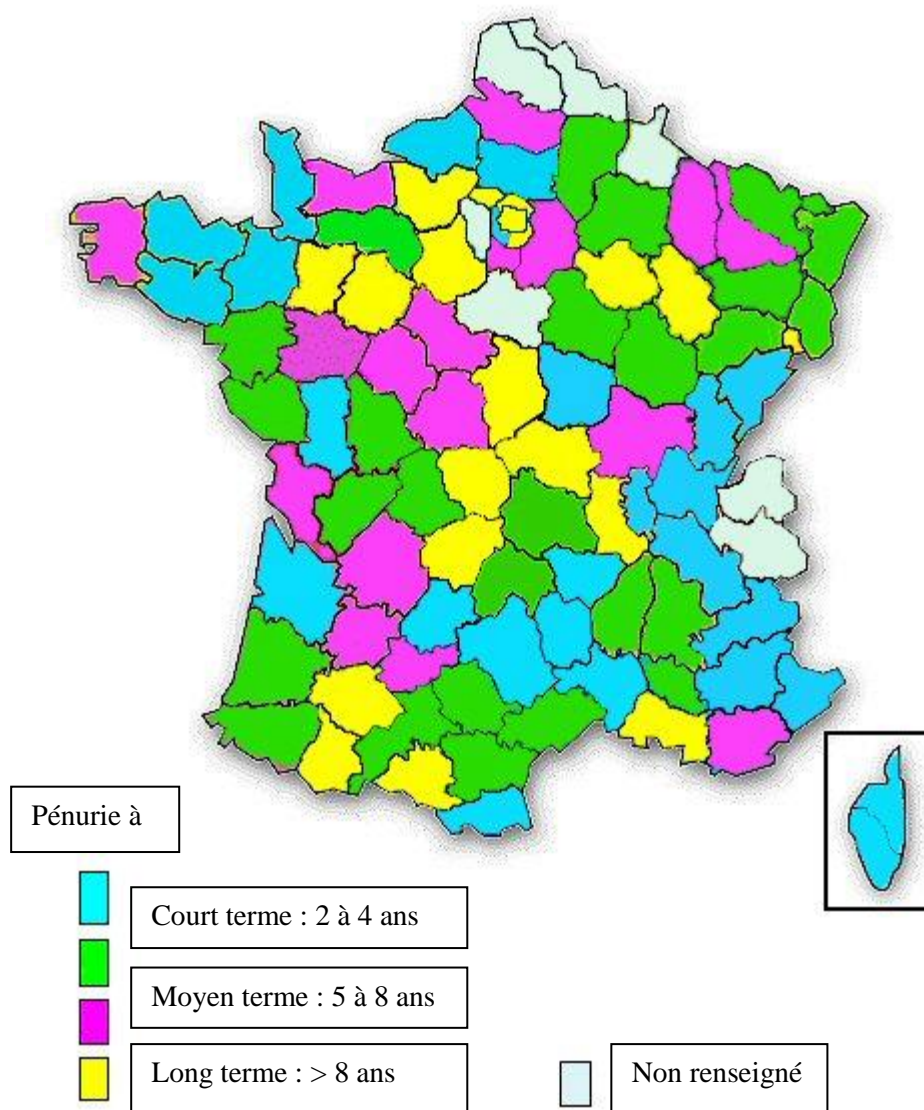 Pénurie à
Court terme : 2 à 4 ans
Moyen terme : 5 à 8 ans
Long terme : > 8 ans
Non renseigné